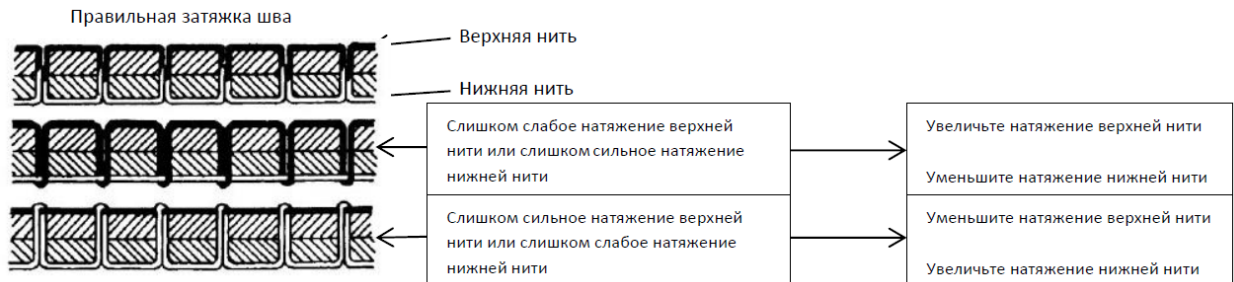 Правильная затяжка шва
Верхняя нить
Нижняя нить
Слишком слабое натяжение верхней
нити или слишком сильное натяжение
нижней нити
Увеличьте натяжение верхней нити
Уменьшите натяжение нижней нити
Слишком сильное натяжение верхней
нити или слишком слабое натяжение
нижней нити
Уменьшите натяжение верхней нити
Увеличьте натяжение нижней нити